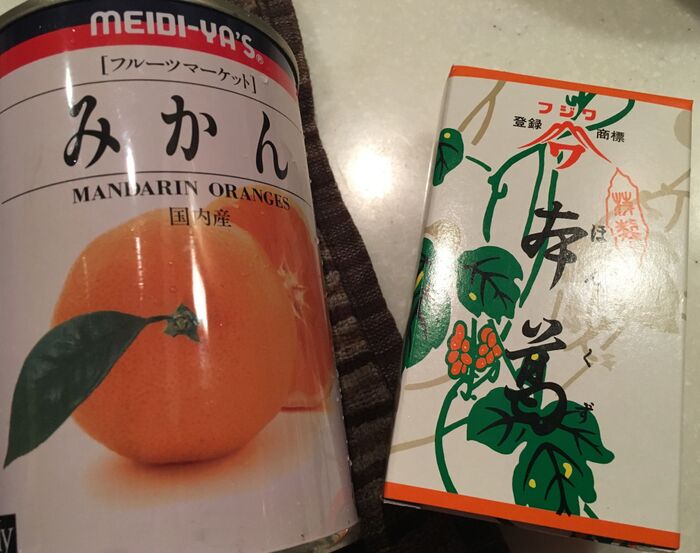 MEIDI-YA'S®
[フルーツマーケット]
みかん
MANDARIN ORANGES
国内産
フジワ
登録 商標
特製
本葛
ほんくず